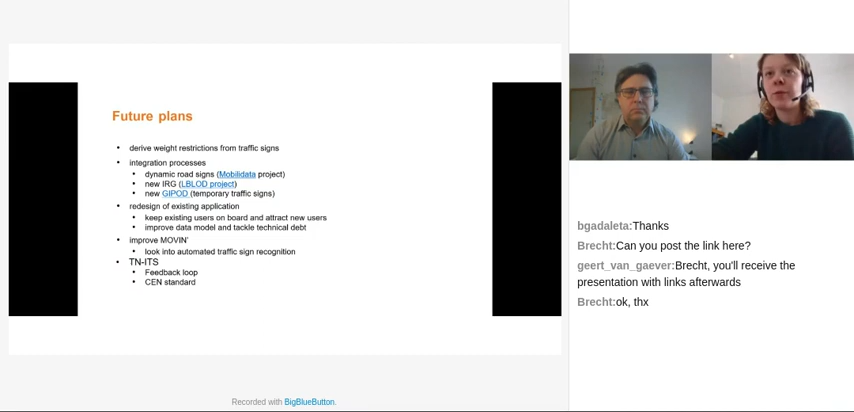 Future plans
• derive weight restrictions from traffic signs
• integration processes
• dynamic road signs (Mobilidata project)
• new IRG (LBLOD project)
• new GIPOD (temporary traffic signs)
• redesign of existing application
• keep existing users on board and attract new users
• improve data model and tackle technical debt
• improve MOVIN'
• look into automated traffic sign recognition
• TN-ITS
• Feedback loop
• CEN standard
bgadaleta:Thanks
Brecht:Can you post the link here?
geert_van_gaever:Brecht, you'll receive the
presentation with links afterwards
Brecht:ok, thx
Recorded with BigBlueButton.